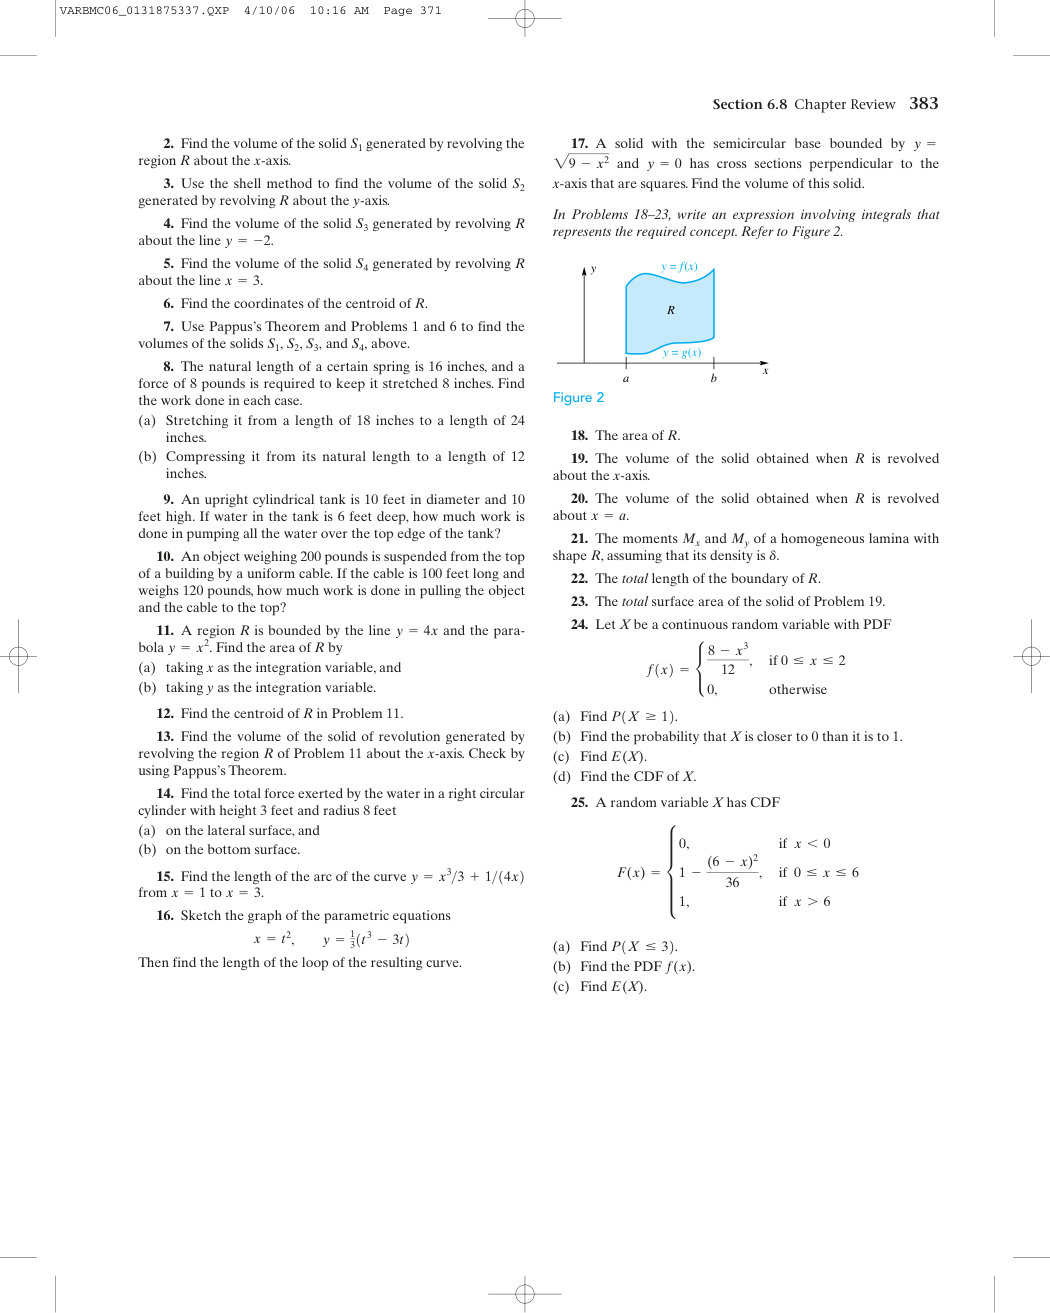 VARBMC06_0131875337.QXP 4/10/06 10:16 AM Page 371
Section 6.8 Chapter Review 383
2. Find the volume of the solid S₁ generated by revolving the
region R about the x-axis.
3. Use the shell method to find the volume of the solid S₂
generated by revolving R about the y-axis.
4. Find the volume of the solid S₃ generated by revolving R
about the line y = −2.
5. Find the volume of the solid S₄ generated by revolving R
about the line x = 3.
6. Find the coordinates of the centroid of R.
7. Use Pappus's Theorem and Problems 1 and 6 to find the
volumes of the solids S₁, S₂, S₃, and S₄, above.
8. The natural length of a certain spring is 16 inches, and a
force of 8 pounds is required to keep it stretched 8 inches. Find
the work done in each case.
(a) Stretching it from a length of 18 inches to a length of 24
inches.
(b) Compressing it from its natural length to a length of 12
inches.
9. An upright cylindrical tank is 10 feet in diameter and 10
feet high. If water in the tank is 6 feet deep, how much work is
done in pumping all the water over the top edge of the tank?
10. An object weighing 200 pounds is suspended from the top
of a building by a uniform cable. If the cable is 100 feet long and
weighs 120 pounds, how much work is done in pulling the object
and the cable to the top?
11. A region R is bounded by the line y = 4x and the para-
bola y = x². Find the area of R by
(a) taking x as the integration variable, and
(b) taking y as the integration variable.
12. Find the centroid of R in Problem 11.
13. Find the volume of the solid of revolution generated by
revolving the region R of Problem 11 about the x-axis. Check by
using Pappus's Theorem.
14. Find the total force exerted by the water in a right circular
cylinder with height 3 feet and radius 8 feet
(a) on the lateral surface, and
(b) on the bottom surface.
15. Find the length of the arc of the curve y = x³/3 + 1/(4x)
from x = 1 to x = 3.
16. Sketch the graph of the parametric equations
x = t², y = ⅓(t³ − 3t)
Then find the length of the loop of the resulting curve.
17. A solid with the semicircular base bounded by y =
√9 − x² and y = 0 has cross sections perpendicular to the
x-axis that are squares. Find the volume of this solid.
In Problems 18–23, write an expression involving integrals that
represents the required concept. Refer to Figure 2.
y
y = f(x)
R
y = g(x)
x
a b
Figure 2
18. The area of R.
19. The volume of the solid obtained when R is revolved
about the x-axis.
20. The volume of the solid obtained when R is revolved
about x = a.
21. The moments Mₓ and M_y of a homogeneous lamina with
shape R, assuming that its density is δ.
22. The total length of the boundary of R.
23. The total surface area of the solid of Problem 19.
24. Let X be a continuous random variable with PDF
f(x) = { (8 − x³)/12, if 0 ≤ x ≤ 2
0, otherwise
(a) Find P(X ≥ 1).
(b) Find the probability that X is closer to 0 than it is to 1.
(c) Find E(X).
(d) Find the CDF of X.
25. A random variable X has CDF
0, if x < 0
F(x) = { 1 − (6 − x)²/36, if 0 ≤ x ≤ 6
1, if x > 6
(a) Find P(X ≤ 3).
(b) Find the PDF f(x).
(c) Find E(X).